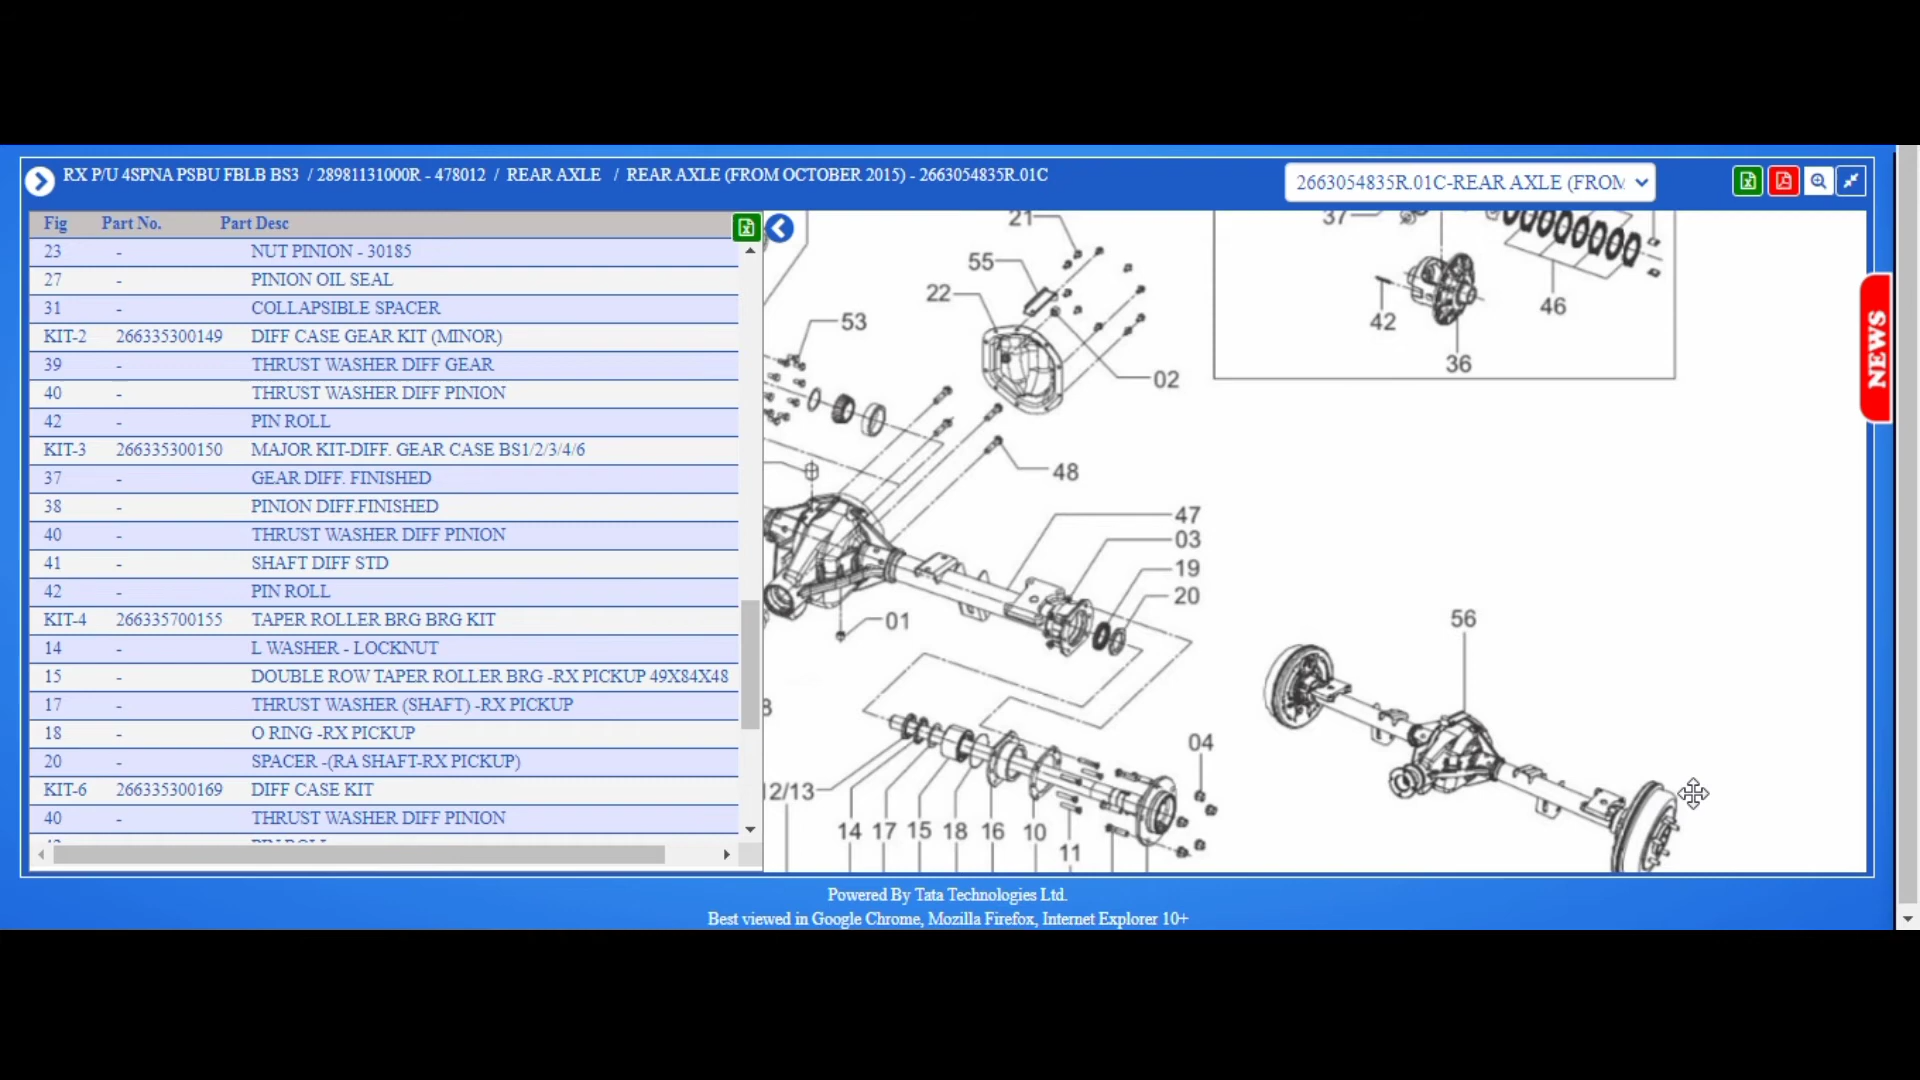 RX P/U 4SPNA PSBU FBLB BS3 / 28981131000R - 478012 / REAR AXLE / REAR AXLE (FROM OCTOBER 2015) - 2663054835R.01C
2663054835R.01C-REAR AXLE (FROM
Fig Part No. Part Desc
23 - NUT PINION - 30185
27 - PINION OIL SEAL
31 - COLLAPSIBLE SPACER
KIT-2 266335300149 DIFF CASE GEAR KIT (MINOR)
39 - THRUST WASHER DIFF GEAR
40 - THRUST WASHER DIFF PINION
42 - PIN ROLL
KIT-3 266335300150 MAJOR KIT-DIFF. GEAR CASE BS1/2/3/4/6
37 - GEAR DIFF. FINISHED
38 - PINION DIFF.FINISHED
40 - THRUST WASHER DIFF PINION
41 - SHAFT DIFF STD
42 - PIN ROLL
KIT-4 266335700155 TAPER ROLLER BRG BRG KIT
14 - L WASHER - LOCKNUT
15 - DOUBLE ROW TAPER ROLLER BRG -RX PICKUP 49X84X48
17 - THRUST WASHER (SHAFT) -RX PICKUP
18 - O RING -RX PICKUP
20 - SPACER -(RA SHAFT-RX PICKUP)
KIT-6 266335300169 DIFF CASE KIT
40 - THRUST WASHER DIFF PINION
21
55
22
53
02
48
47
03
19
20
01
04
12/13
14 17 15 18 16 10
11
37
46
42
36
56
NEWS
Powered By Tata Technologies Ltd.
Best viewed in Google Chrome, Mozilla Firefox, Internet Explorer 10+